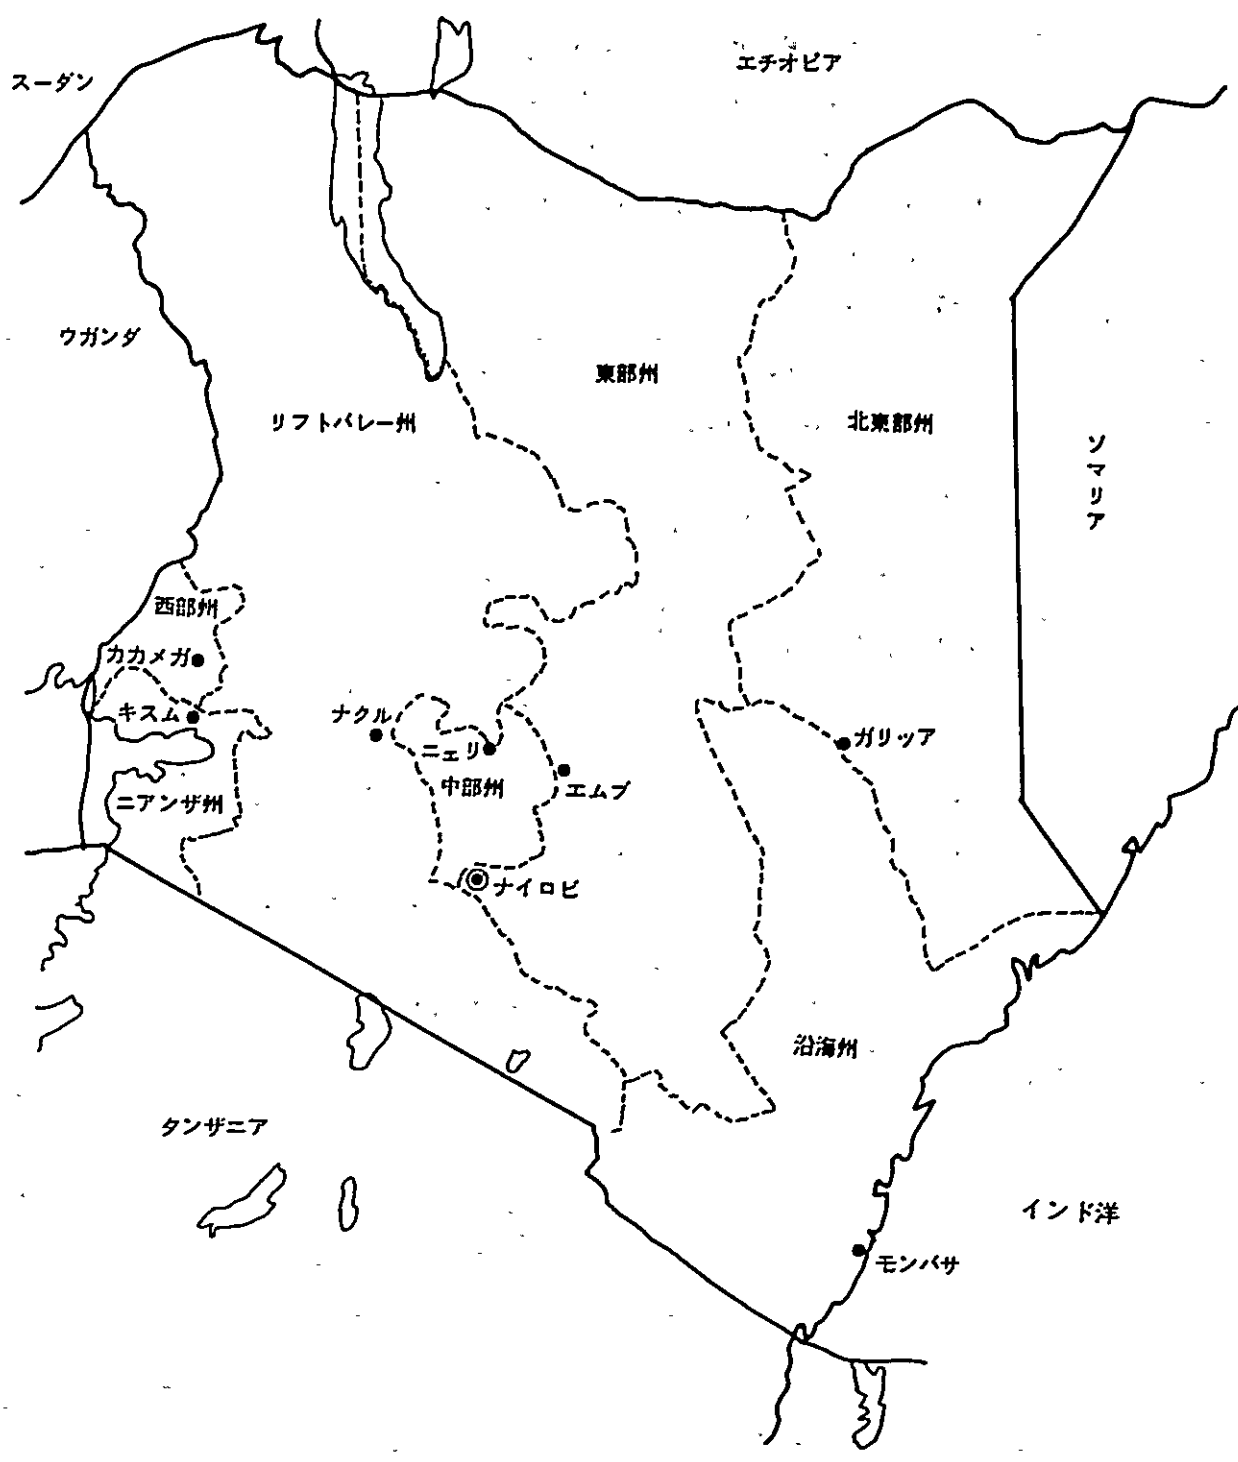 エチオピア
スーダン
ウガンダ
東部州
リフトバレー州
北東部州
ソマリア
西部州
カカメガ
キスム
ナクル
ニェリ
ガリッア
中部州
エムブ
ニアンザ州
ナイロビ
沿海州
タンザニア
インド洋
モンバサ